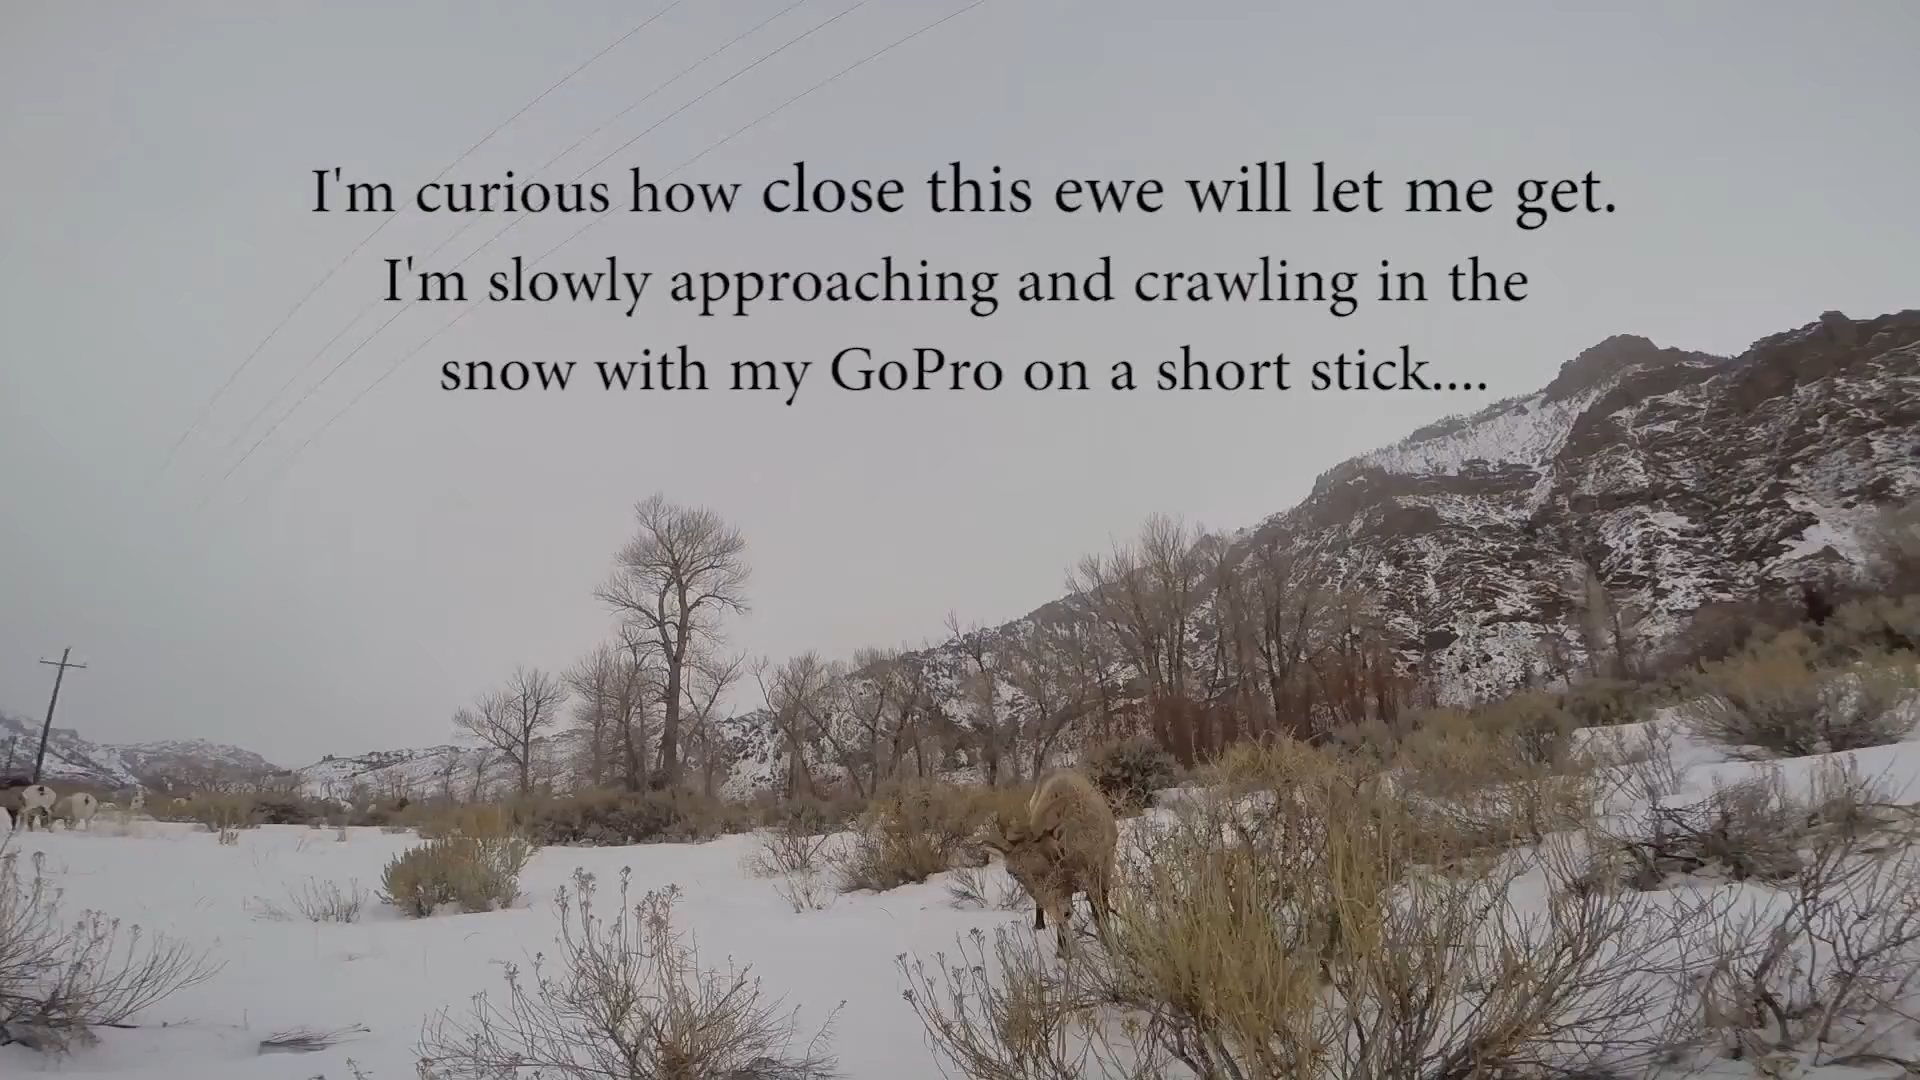 I'm curious how close this ewe will let me get.
I'm slowly approaching and crawling in the
snow with my GoPro on a short stick....